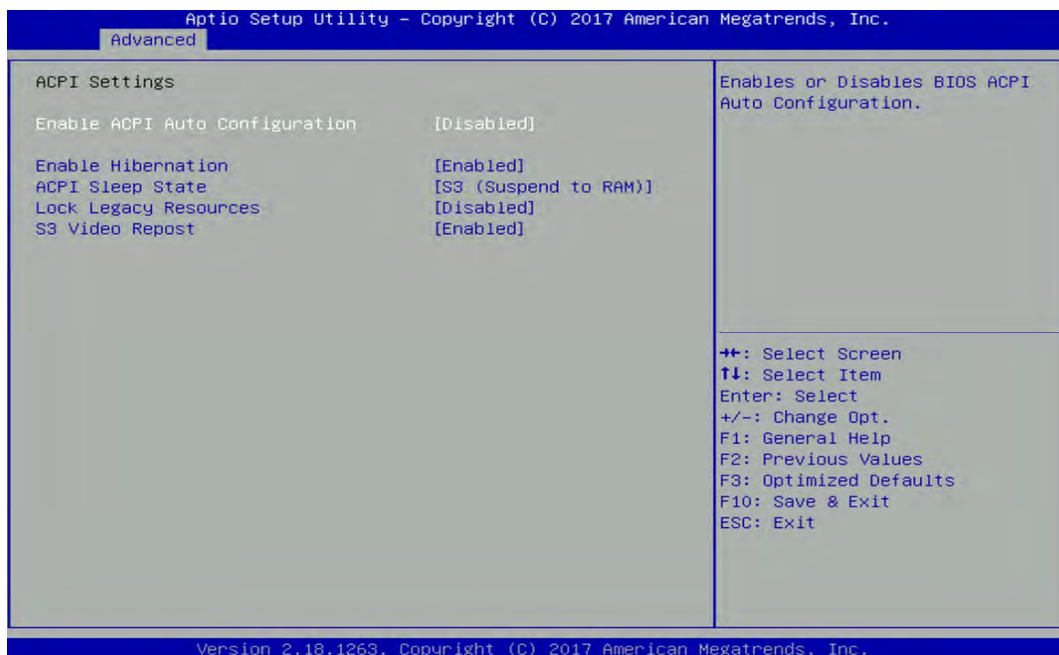 Aptio Setup Utility – Copyright (C) 2017 American Megatrends, Inc.
Advanced
ACPI Settings
Enable ACPI Auto Configuration [Disabled]
Enable Hibernation [Enabled]
ACPI Sleep State [S3 (Suspend to RAM)]
Lock Legacy Resources [Disabled]
S3 Video Repost [Enabled]
Enables or Disables BIOS ACPI
Auto Configuration.
→←: Select Screen
↑↓: Select Item
Enter: Select
+/-: Change Opt.
F1: General Help
F2: Previous Values
F3: Optimized Defaults
F10: Save & Exit
ESC: Exit
Version 2.18.1263. Copyright (C) 2017 American Megatrends, Inc.